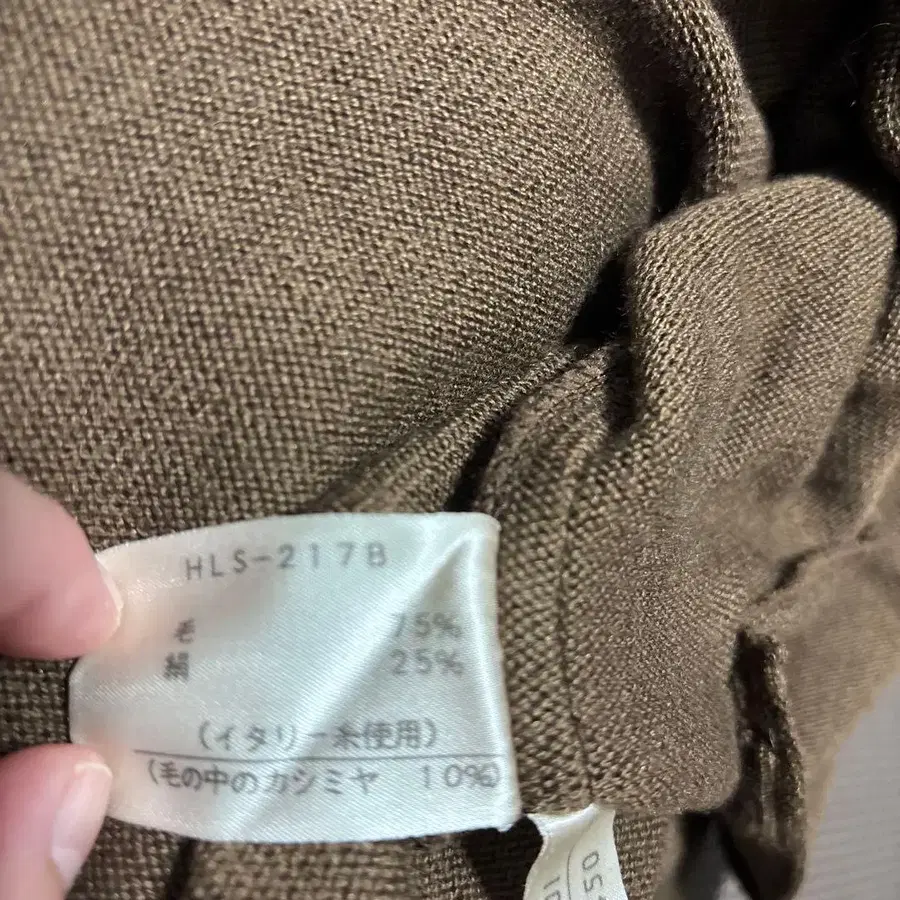 HLS-217B
毛 75%
絹 25%
(イタリー糸使用)
(毛の中のカシミヤ 10%)